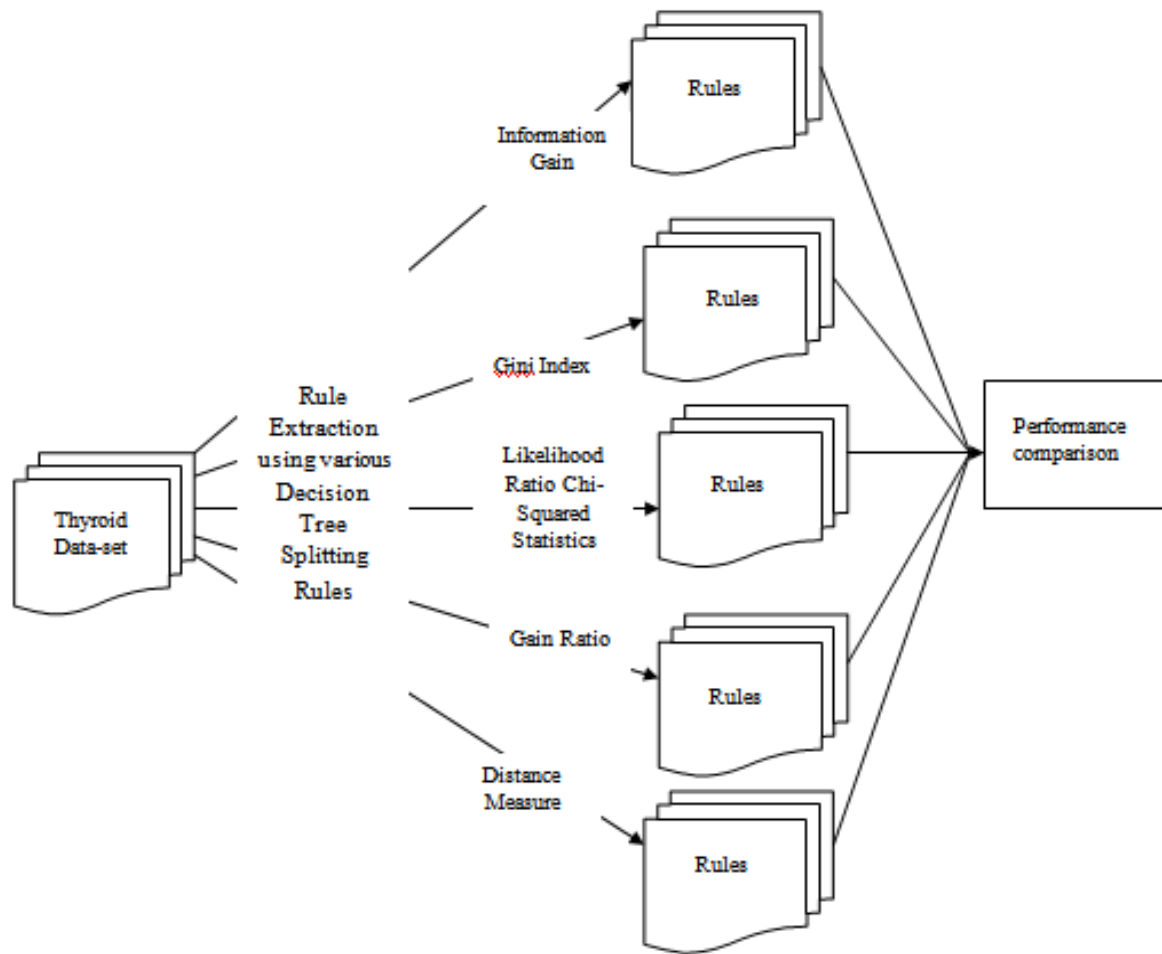 Rules
Information
Gain
Rules
Gini Index
Rule
Extraction
using various
Decision
Tree
Splitting
Rules
Likelihood
Ratio Chi-
Squared
Statistics
Rules
Performance
comparison
Thyroid
Data-set
Gain Ratio
Rules
Distance
Measure
Rules